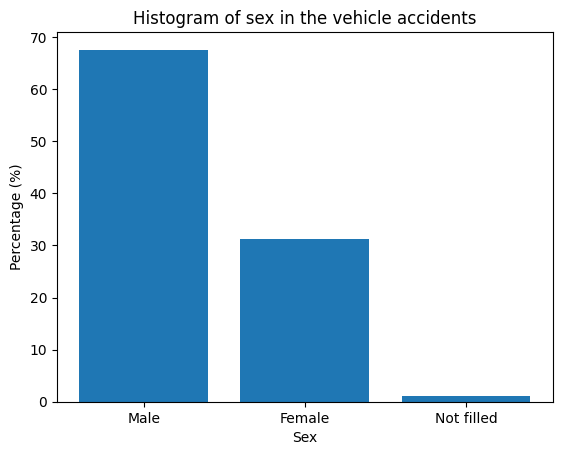 Histogram of sex in the vehicle accidents
Percentage (%)
70
60
50
40
30
20
10
0
Male Female Not filled
Sex